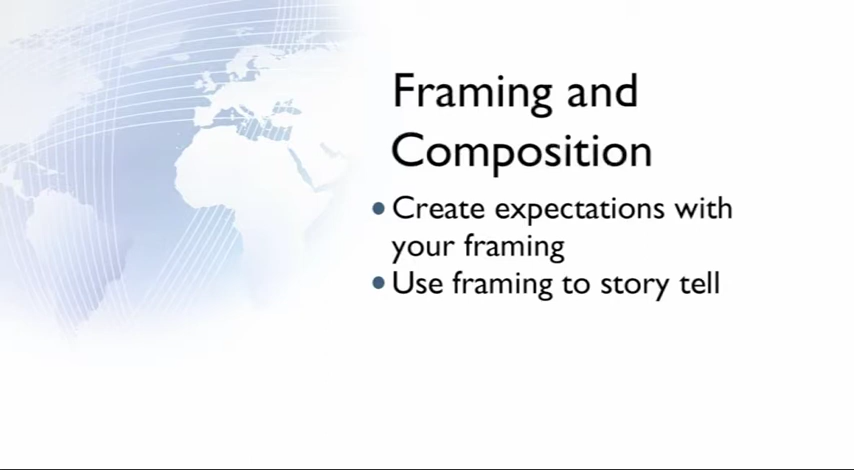 Framing and
Composition
• Create expectations with
your framing
• Use framing to story tell